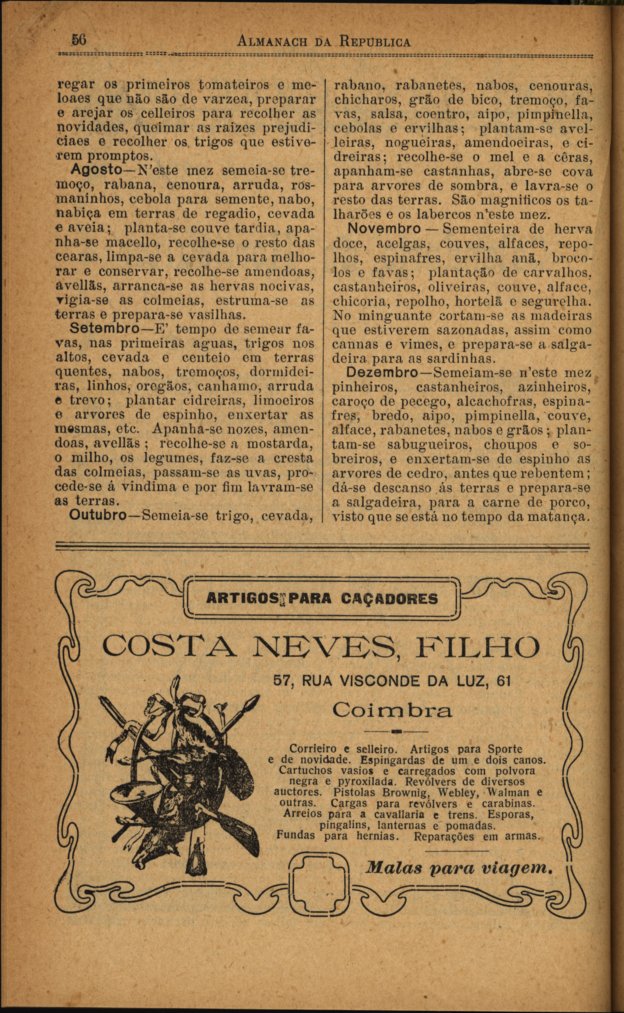 56
ALMANACH DA REPUBLICA
regar os primeiros tomateiros e me-
loaes que não são de varzea, preparar
e arejar os celleiros para recolher as
novidades, queimar as raizes prejudi-
ciaes e recolher os trigos que estive-
rem promptos.
Agosto—N'este mez semeia-se tre-
moço, rabana, cenoura, arruda, ros-
maninhos, cebola para semente, nabo,
nabiça em terras de regadio, cevada
e aveia; planta-se couve tardia, apa-
nha-se macello, recolhe-se o resto das
cearas, limpa-se a cevada para melho-
rar e conservar, recolhe-se amendoas,
avellãs, arranca-se as hervas nocivas,
vigia-se as colmeias, estruma-se as
terras e prepara-se vasilhas.
Setembro—E' tempo de semear fa-
vas, nas primeiras aguas, trigos nos
altos, cevada e centeio em terras
quentes, nabos, tremoços, dormidei-
ras, linhos, oregãos, canhamo, arruda
e trevo; plantar cidreiras, limoeiros
e arvores de espinho, enxertar as
mesmas, etc. Apanha-se nozes, amen-
doas, avellãs; recolhe-se a mostarda,
o milho, os legumes, faz-se a cresta
das colmeias, passam-se as uvas, pro-
cede-se á vindima e por fim lavram-se
as terras.
Outubro—Semeia-se trigo, cevada,
rabano, rabanetes, nabos, cenouras,
chicharos, grão de bico, tremoço, fa-
vas, salsa, coentro, aipo, pimpinella,
cebolas e ervilhas; plantam-se avel-
leiras, nogueiras, amendoeiras, e ci-
dreiras; recolhe-se o mel e a cêras,
apanham-se castanhas, abre-se cova
para arvores de sombra, e lavra-se o
resto das terras. São magnificos os ta-
lharões e os labercos n'este mez.
Novembro — Sementeira de herva
doce, acelgas, couves, alfaces, repo-
lhos, espinafres, ervilha anã, broco-
los e favas; plantação de carvalhos,
castanheiros, oliveiras, couve, alface,
chicoria, repolho, hortelã e segurelha.
No minguante cortam-se as madeiras
que estiverem sazonadas, assim como
cannas e vimes, e prepara-se a salga-
deira para as sardinhas.
Dezembro—Semeiam-se n'este mez
pinheiros, castanheiros, azinheiros,
caroço de pecego, alcachofras, espina-
fres, bredo, aipo, pimpinella, couve,
alface, rabanetes, nabos e grãos; plan-
tam-se sabugueiros, choupos e so-
breiros, e enxertam-se de espinho as
arvores de cedro, antes que rebentem;
dá-se descanso ás terras e prepara-se
a salgadeira, para a carne de porco,
visto que se está no tempo da matança.
ARTIGOS PARA CAÇADORES
COSTA NEVES, FILHO
57, RUA VISCONDE DA LUZ, 61
Coimbra
Corrieiro e selleiro. Artigos para Sporte
e de novidade. Espingardas de um e dois canos.
Cartuchos vasios e carregados com polvora
negra e pyroxilada. Revólvers de diversos
auctores. Pistolas Brownig, Webley, Walman e
outras. Cargas para revólvers e carabinas.
Arreios para a cavallaria e trens. Esporas,
pingalins, lanternas e pomadas.
Fundas para hernias. Reparações em armas.
Malas para viagem.